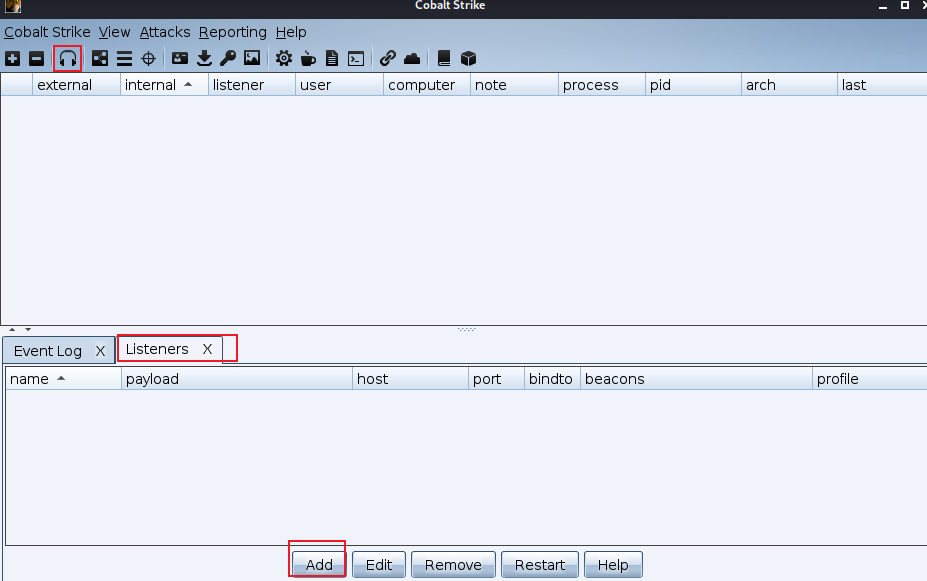 Cobalt Strike
Cobalt Strike View Attacks Reporting Help
external internal listener user computer note process pid arch last
Event Log X Listeners X
name payload host port bindto beacons profile
Add Edit Remove Restart Help